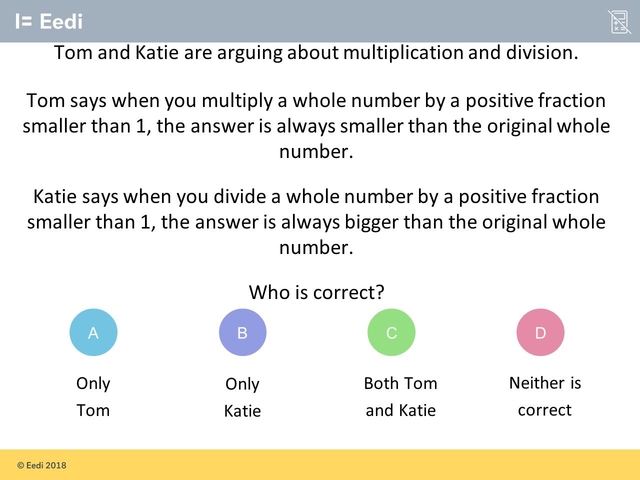 Eedi
Tom and Katie are arguing about multiplication and division.
Tom says when you multiply a whole number by a positive fraction
smaller than 1, the answer is always smaller than the original whole
number.
Katie says when you divide a whole number by a positive fraction
smaller than 1, the answer is always bigger than the original whole
number.
Who is correct?
A
B
C
D
Only
Tom
Only
Katie
Both Tom
and Katie
Neither is
correct
© Eedi 2018